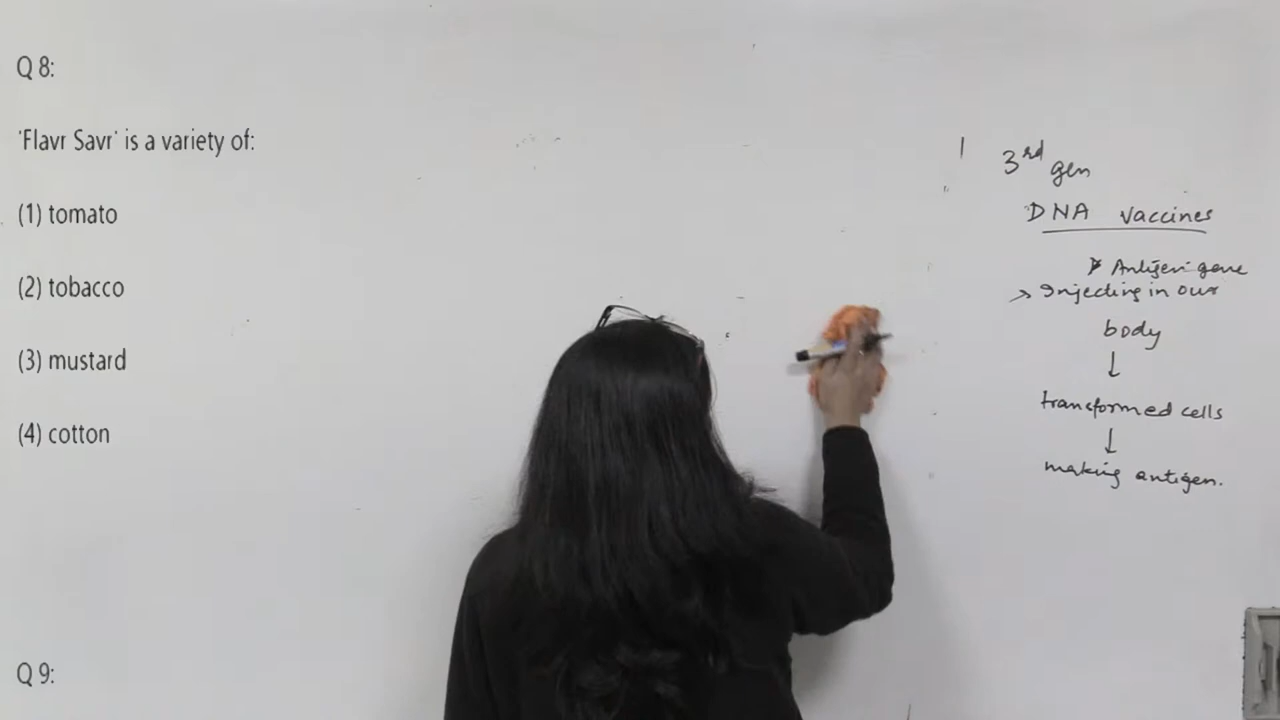 Q 8:
'Flavr Savr' is a variety of:
(1) tomato
(2) tobacco
(3) mustard
(4) cotton
Q 9:
3rd gen
DNA vaccines
Antigen gene
→ Injecting in our
body
↓
transformed cells
↓
making antigen.